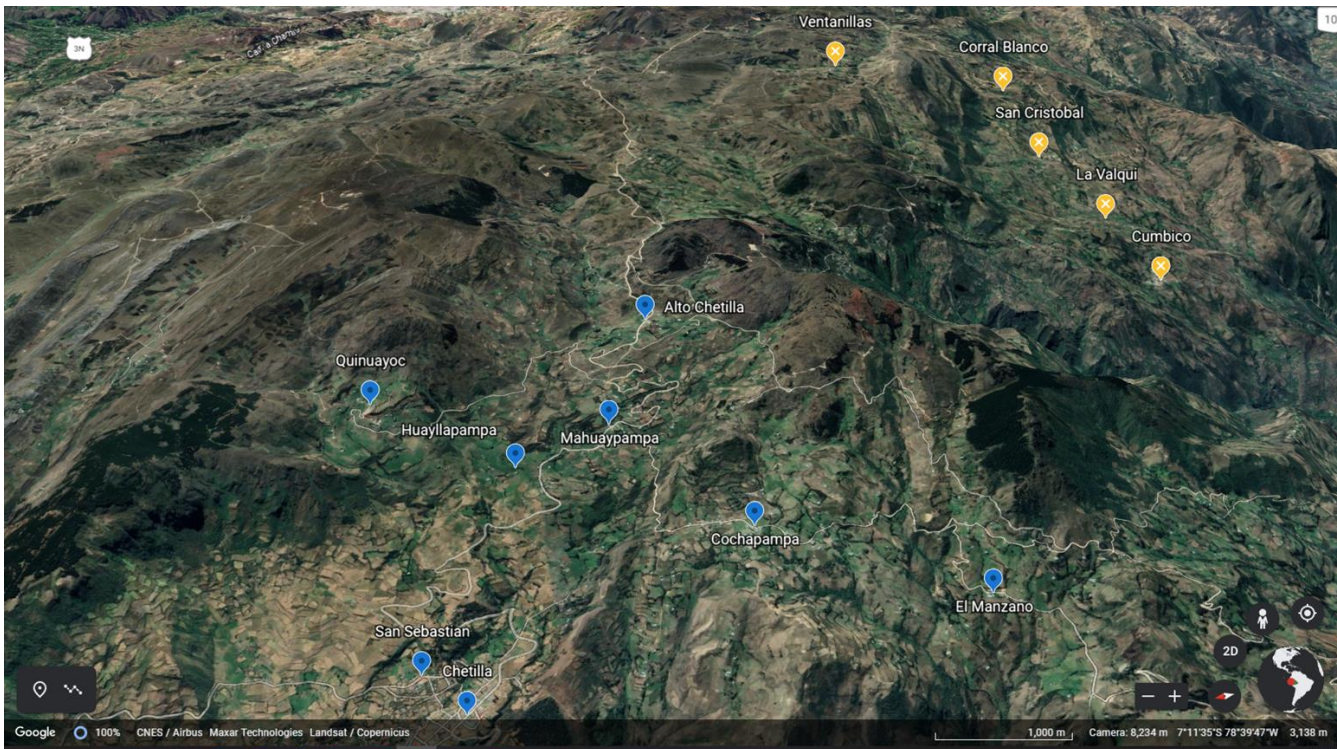 Ventanillas
10
3N
Corral Blanco
San Cristobal
La Valqui
Cumbico
Alto Chetilla
Quinuayoc
Huayllapampa
Mahuaypampa
Cochapampa
El Manzano
San Sebastian
Chetilla
2D
Google 100% CNES / Airbus Maxar Technologies Landsat / Copernicus 1,000 m Camera: 8,234 m 7°11'35"S 78°39'47"W 3,138 m